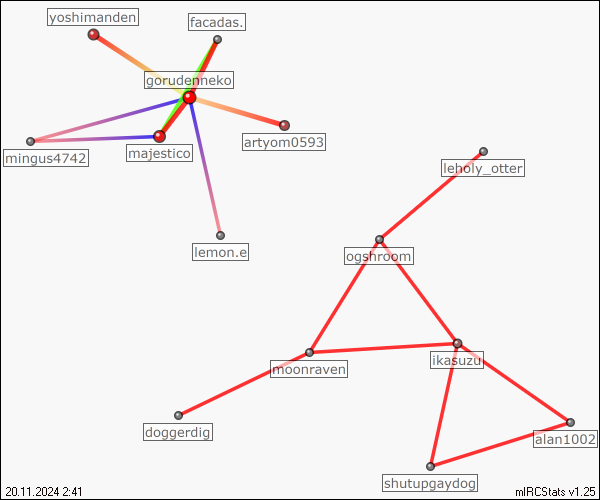 yoshimanden
facadas.
gorudenneko
artyom0593
mingus4742
majestico
leholy_otter
lemon.e
ogshroom
ikasuzu
moonraven
doggerdig
alan1002
shutupgaydog
20.11.2024 2:41
mIRCStats v1.25